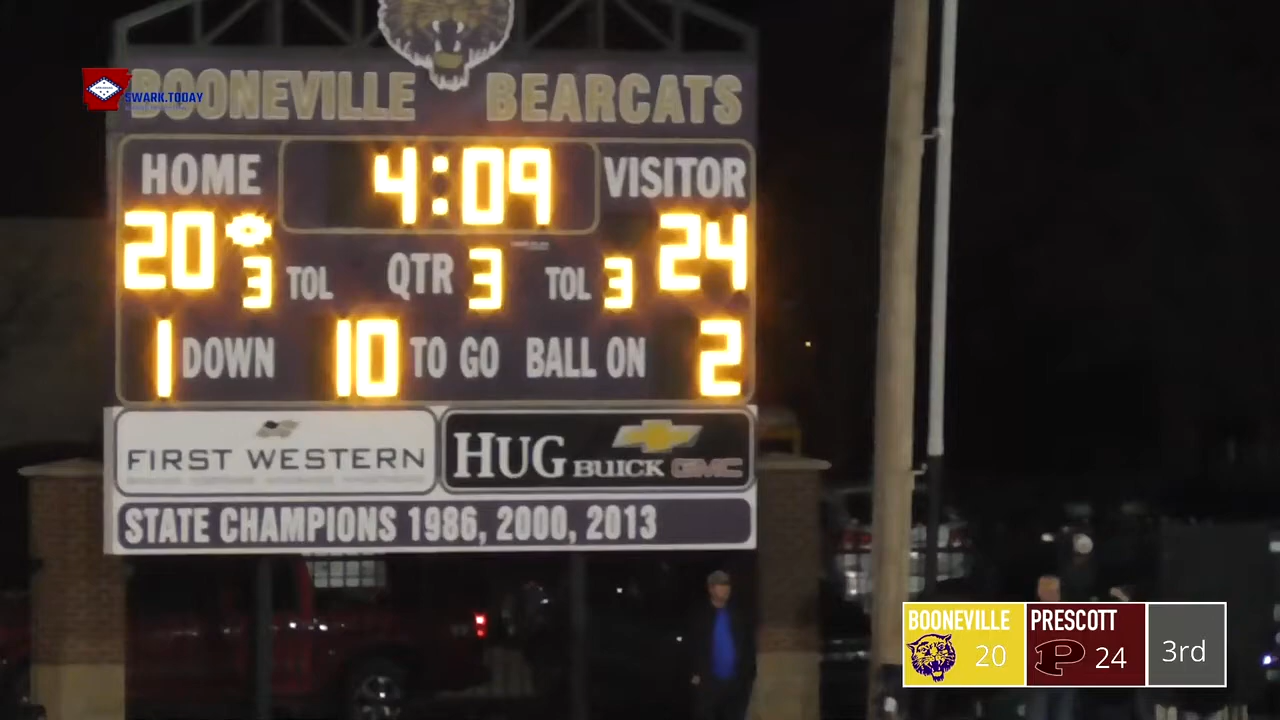 BOONEVILLE BEARCATS
SWARK.TODAY
HOME 4:09 VISITOR
20 24
3 TOL QTR 3 TOL 3
1 DOWN 10 TO GO BALL ON 2
FIRST WESTERN
HUG BUICK GMC
STATE CHAMPIONS 1986, 2000, 2013
BOONEVILLE PRESCOTT
20 P 24 3rd